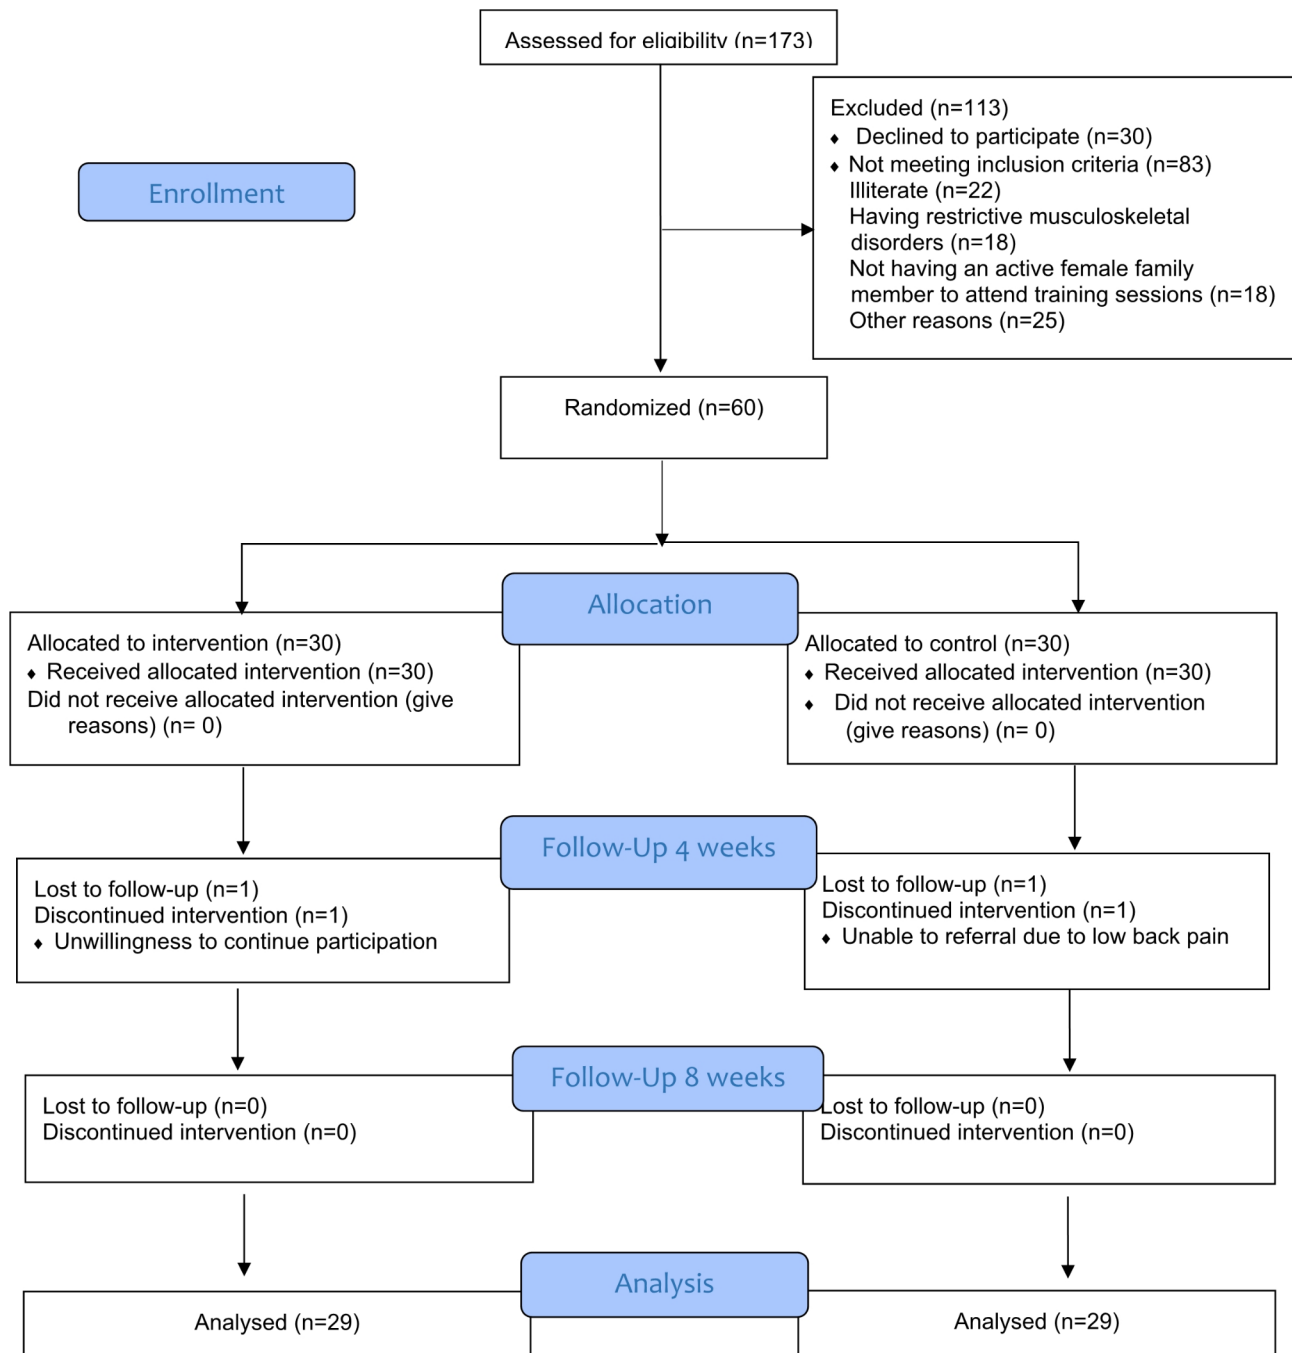 Assessed for eligibility (n=173)
Excluded (n=113)
♦ Declined to participate (n=30)
♦ Not meeting inclusion criteria (n=83)
Illiterate (n=22)
Having restrictive musculoskeletal
disorders (n=18)
Not having an active female family
member to attend training sessions (n=18)
Other reasons (n=25)
Enrollment
Randomized (n=60)
Allocation
Allocated to intervention (n=30)
♦ Received allocated intervention (n=30)
Did not receive allocated intervention (give
reasons) (n= 0)
Allocated to control (n=30)
♦ Received allocated intervention (n=30)
♦ Did not receive allocated intervention
(give reasons) (n= 0)
Follow-Up 4 weeks
Lost to follow-up (n=1)
Discontinued intervention (n=1)
♦ Unwillingness to continue participation
Lost to follow-up (n=1)
Discontinued intervention (n=1)
♦ Unable to referral due to low back pain
Follow-Up 8 weeks
Lost to follow-up (n=0)
Discontinued intervention (n=0)
Lost to follow-up (n=0)
Discontinued intervention (n=0)
Analysis
Analysed (n=29)
Analysed (n=29)